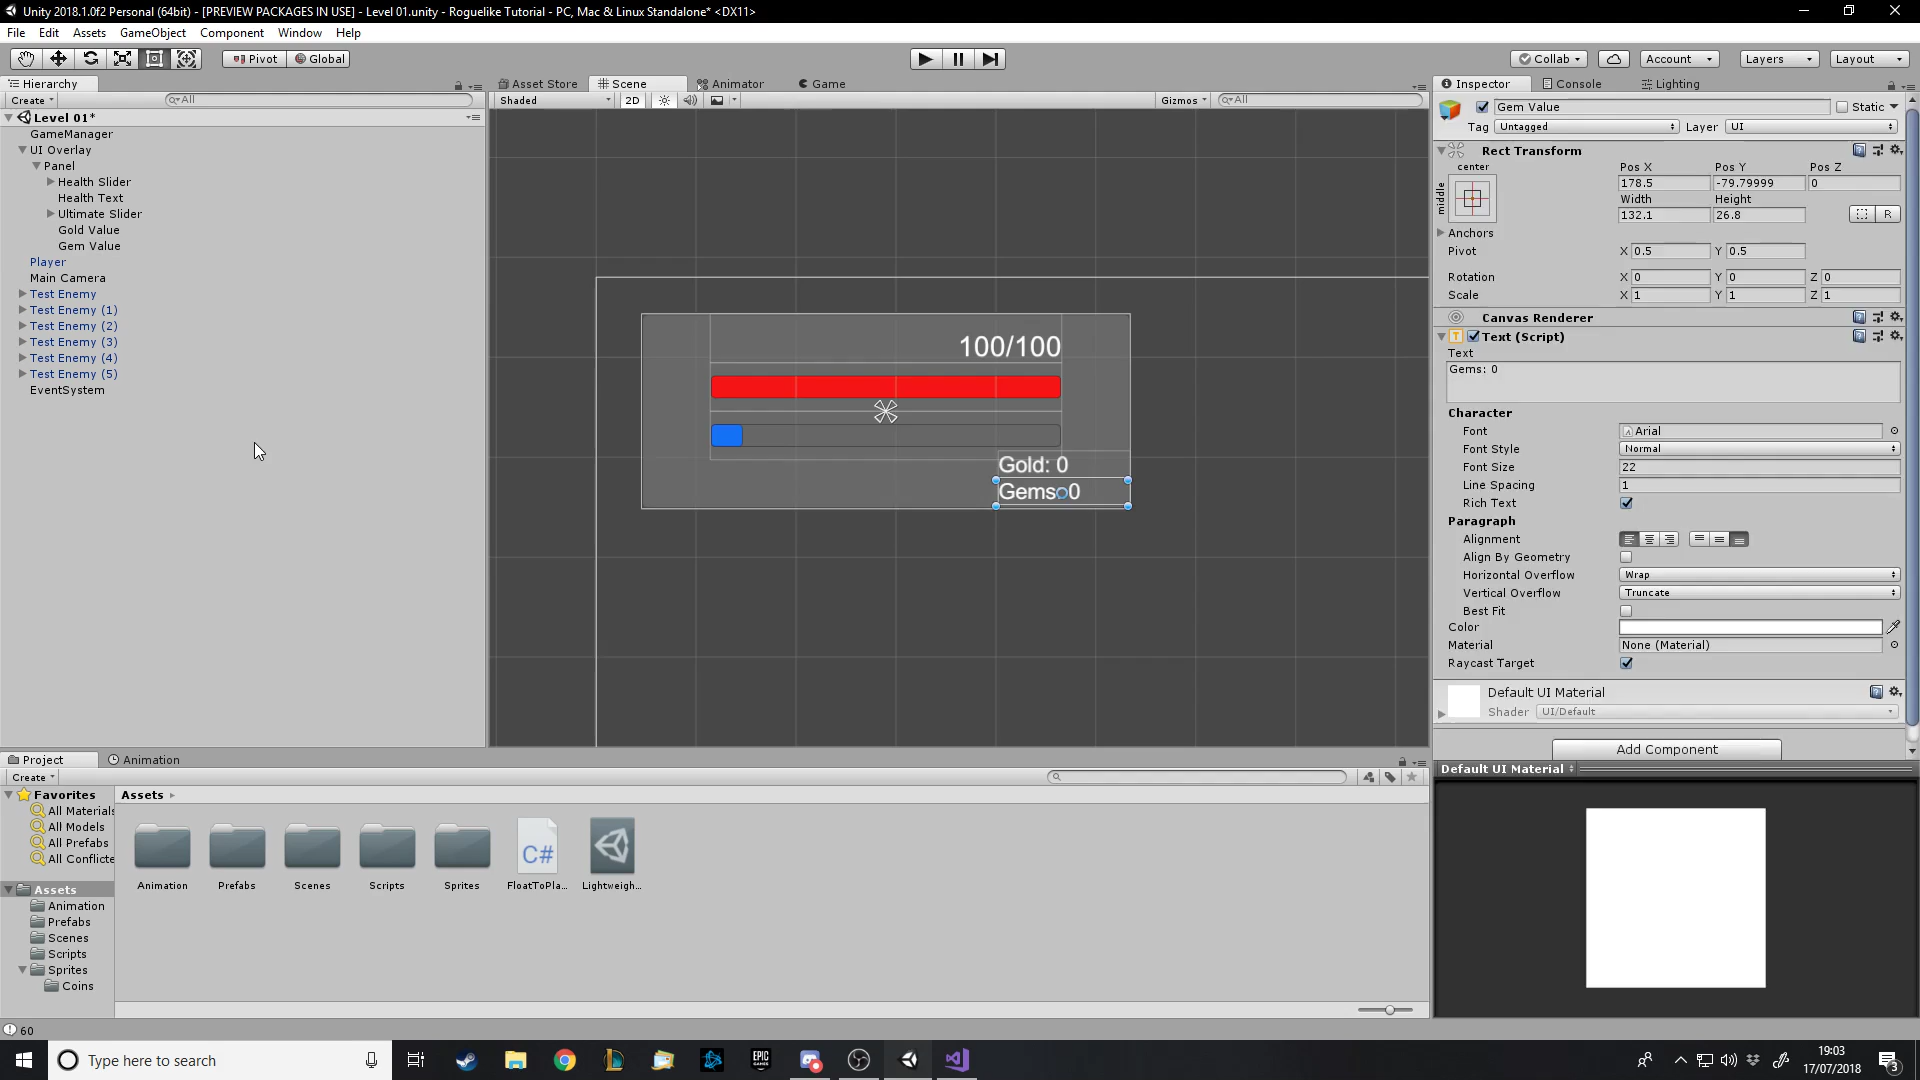 Unity 2018.1.0f2 Personal (64bit) - [PREVIEW PACKAGES IN USE] - Level 01.unity - Roguelike Tutorial - PC, Mac & Linux Standalone* <DX11>
File Edit Assets GameObject Component Window Help
Pivot Global
Collab Account Layers Layout
Hierarchy
Create All
Level 01*
GameManager
UI Overlay
Panel
Health Slider
Health Text
Ultimate Slider
Gold Value
Gem Value
Player
Main Camera
Test Enemy
Test Enemy (1)
Test Enemy (2)
Test Enemy (3)
Test Enemy (4)
Test Enemy (5)
EventSystem
Asset Store Scene Animator Game
Shaded 2D Gizmos All
100/100
Gold: 0
Gems: 0
Inspector Console Lighting
Gem Value Static
Tag Untagged Layer UI
Rect Transform
center Pos X Pos Y Pos Z
middle
178.5 -79.79999 0
Width Height
132.1 26.8 R
Anchors
Pivot X 0.5 Y 0.5
Rotation X 0 Y 0 Z 0
Scale X 1 Y 1 Z 1
Canvas Renderer
Text (Script)
Text
Gems: 0
Character
Font Arial
Font Style Normal
Font Size 22
Line Spacing 1
Rich Text
Paragraph
Alignment
Align By Geometry
Horizontal Overflow Wrap
Vertical Overflow Truncate
Best Fit
Color
Material None (Material)
Raycast Target
Default UI Material
Shader UI/Default
Add Component
Default UI Material
Project Animation
Create
Favorites
All Materials
All Models
All Prefabs
All Conflicte
Assets
Animation
Prefabs
Scenes
Scripts
Sprites
Coins
Assets
C#
Animation Prefabs Scenes Scripts Sprites FloatToPla... Lightweigh...
60
Type here to search
EPIC GAMES
19:03
17/07/2018
3